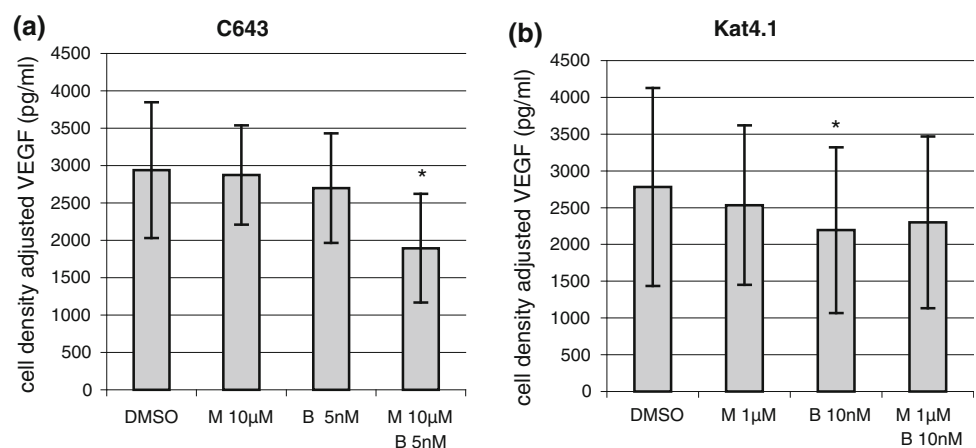 (a)
C643
cell density adjusted VEGF (pg/ml)
4500
4000
3500
3000
2500
2000
1500
1000
500
0
*
DMSO
M 10µM
B 5nM
M 10µM
B 5nM
(b)
Kat4.1
cell density adjusted VEGF (pg/ml)
4500
4000
3500
3000
2500
2000
1500
1000
500
0
*
DMSO
M 1µM
B 10nM
M 1µM
B 10nM